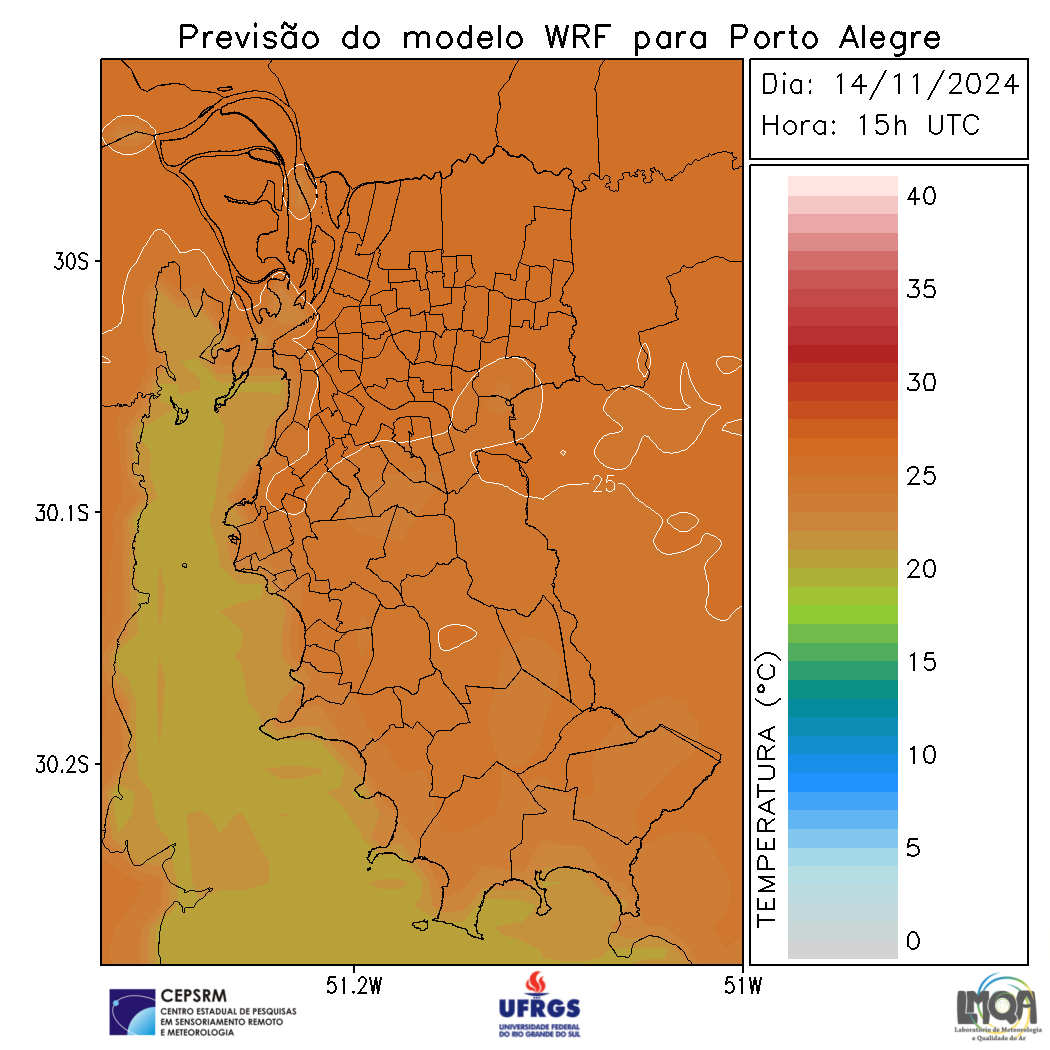 Previsão do modelo WRF para Porto Alegre
Dia: 14/11/2024
Hora: 15h UTC
40
35
30
25
20
15
10
5
0
TEMPERATURA (°C)
30S
30.1S
30.2S
25
51.2W
51W
CEPSRM
CENTRO ESTADUAL DE PESQUISAS
EM SENSORIAMENTO REMOTO
E METEOROLOGIA
UFRGS
UNIVERSIDADE FEDERAL
DO RIO GRANDE DO SUL
LMQA
Laboratório de Meteorologia
e Qualidade do Ar